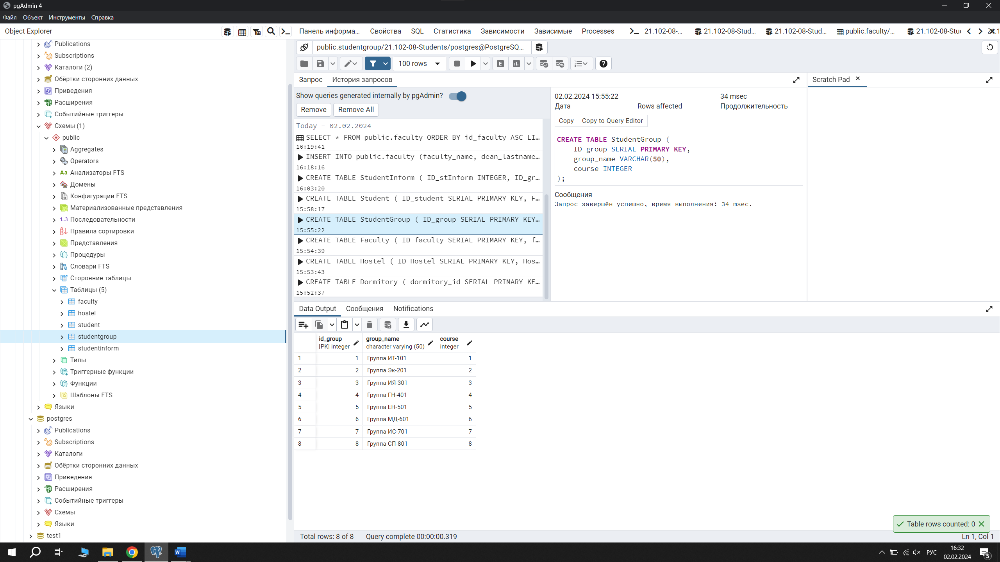 pgAdmin 4
Файл Объект Инструменты Справка
Object Explorer
Панель информа... Свойства SQL Статистика Зависимости Зависимые Processes 21.102-08-... 21.102-08-Stud... 21.102-08-Stud... public.faculty/...
Publications
Subscriptions
Каталоги (2)
Обёртки сторонних данных
Приведения
Расширения
Событийные триггеры
Схемы (1)
public
Aggregates
Operators
Анализаторы FTS
Домены
Конфигурации FTS
Материализованные представления
1..3 Последовательности
Правила сортировки
Представления
Процедуры
Словари FTS
Сторонние таблицы
Таблицы (5)
faculty
hostel
student
studentgroup
studentinform
Типы
Триггерные функции
Функции
Шаблоны FTS
Языки
postgres
Publications
Subscriptions
Каталоги
Обёртки сторонних данных
Приведения
Расширения
Событийные триггеры
Схемы
Языки
test1
public.studentgroup/21.102-08-Students/postgres@PostgreSQ...
100 rows
Запрос История запросов
Scratch Pad
Show queries generated internally by pgAdmin?
Remove Remove All
Today - 02.02.2024
SELECT * FROM public.faculty ORDER BY id_faculty ASC LI...
16:19:41
INSERT INTO public.faculty (faculty_name, dean_lastname...
16:18:16
CREATE TABLE StudentInform ( ID_stInform INTEGER, ID_gr...
16:03:20
CREATE TABLE Student ( ID_student SERIAL PRIMARY KEY, F...
15:58:17
CREATE TABLE StudentGroup ( ID_group SERIAL PRIMARY KEY...
15:55:22
CREATE TABLE Faculty ( ID_faculty SERIAL PRIMARY KEY, f...
15:54:39
CREATE TABLE Hostel ( ID_Hostel SERIAL PRIMARY KEY, Hos...
15:53:43
CREATE TABLE Dormitory ( dormitory_id SERIAL PRIMARY KE...
15:52:37
02.02.2024 15:55:22 34 msec
Дата Rows affected Продолжительность
Copy Copy to Query Editor
CREATE TABLE StudentGroup (
ID_group SERIAL PRIMARY KEY,
group_name VARCHAR(50),
course INTEGER
);
Сообщения
Запрос завершён успешно, время выполнения: 34 msec.
Data Output Сообщения Notifications
id_group group_name course
[PK] integer character varying (50) integer
1 1 Группа ИТ-101 1
2 2 Группа Эк-201 2
3 3 Группа ИЯ-301 3
4 4 Группа ГН-401 4
5 5 Группа ЕН-501 5
6 6 Группа МД-601 6
7 7 Группа ИС-701 7
8 8 Группа СП-801 8
Table rows counted: 0
Total rows: 8 of 8 Query complete 00:00:00.319 Ln 1, Col 1
РУС 16:32
02.02.2024
5